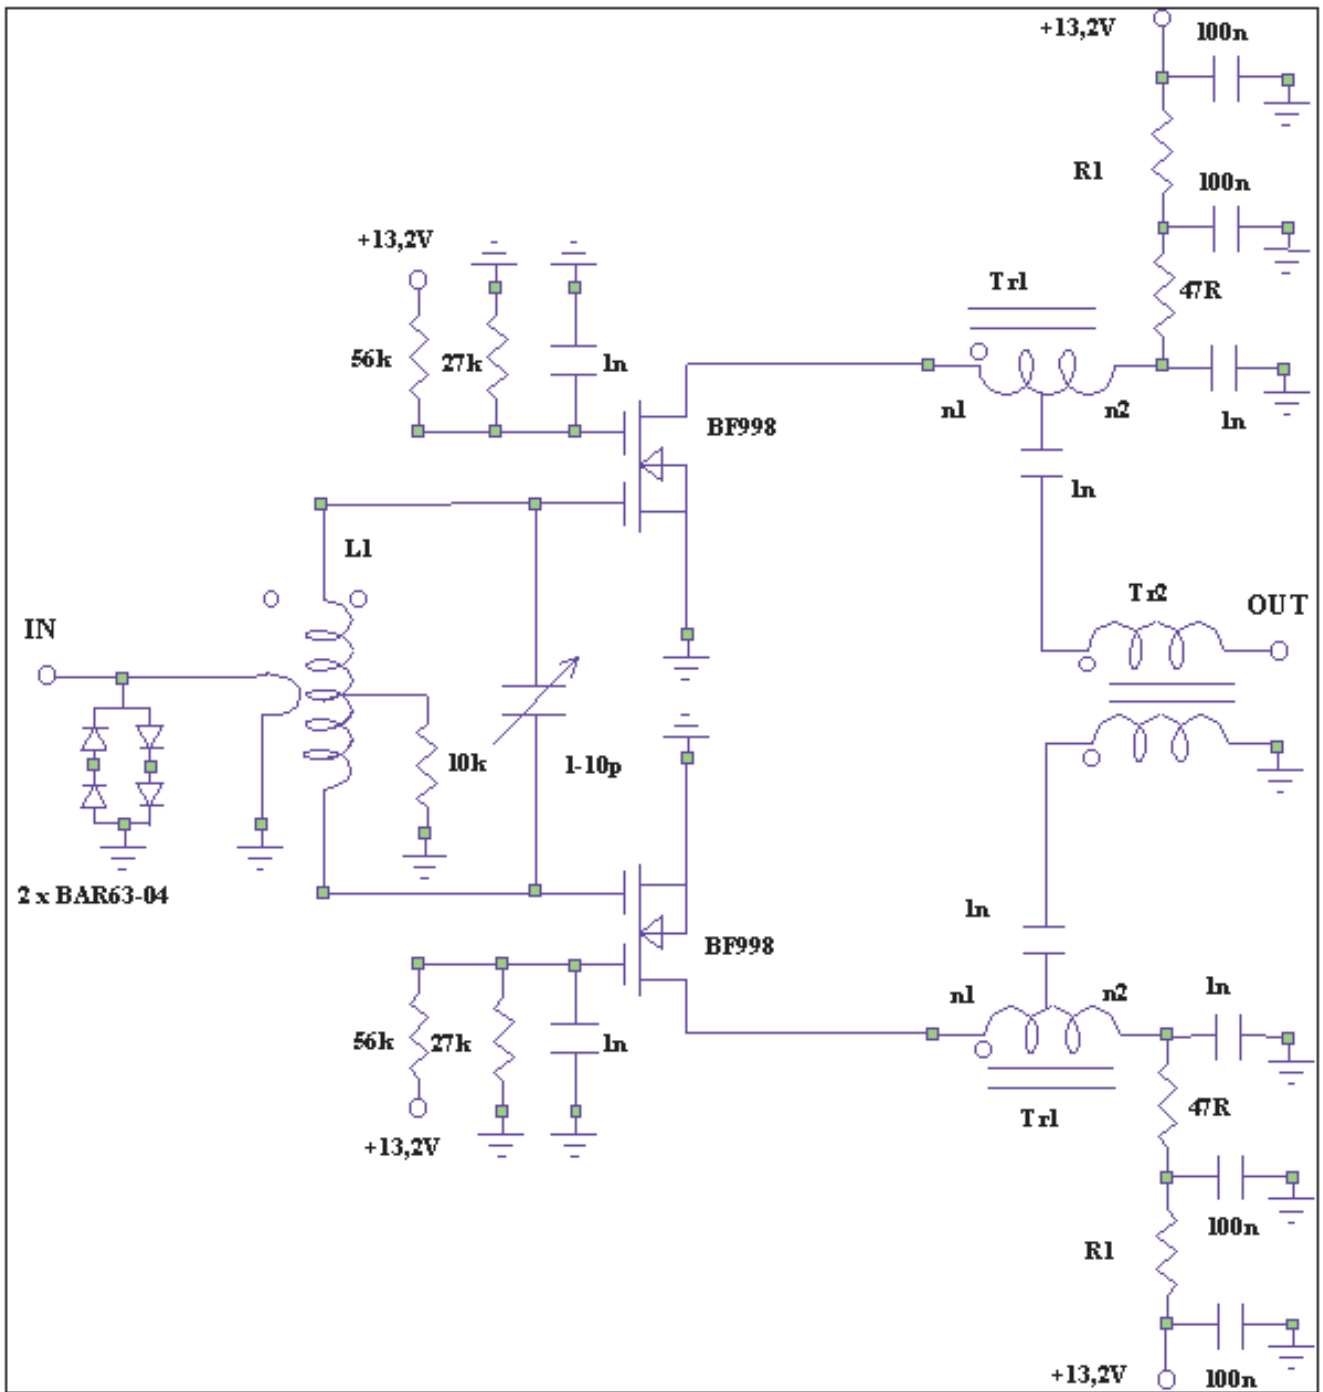 +13,2V
100n
R1
100n
+13,2V
Tr1
47R
56k
27k
1n
n1
n2
BF998
1n
1n
L1
Tr2
OUT
IN
10k
1-10p
2 x BAR63-04
1n
BF998
n1
n2
1n
56k
27k
1n
47R
Tr1
+13,2V
100n
R1
+13,2V
100n